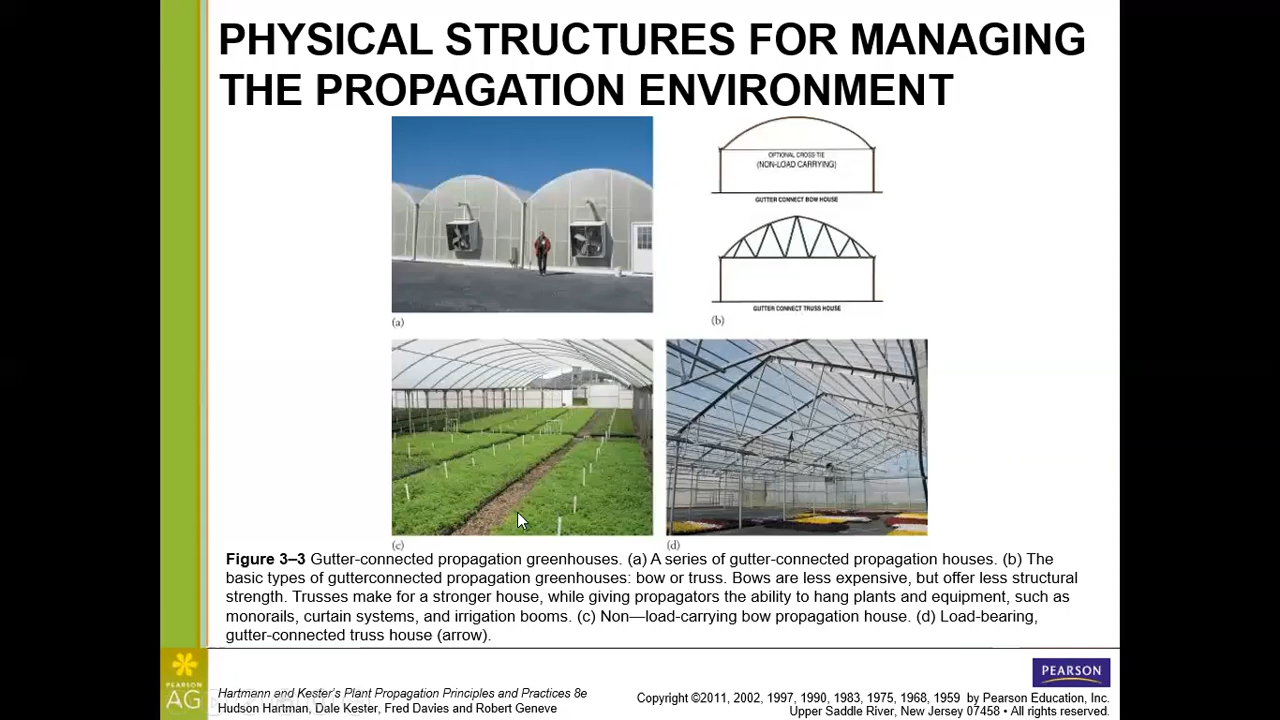 PHYSICAL STRUCTURES FOR MANAGING
THE PROPAGATION ENVIRONMENT
OPTIONAL CROSS-TIE
(NON-LOAD CARRYING)
GUTTER CONNECT BOW HOUSE
GUTTER CONNECT TRUSS HOUSE
(a)
(b)
(c)
(d)
Figure 3–3 Gutter-connected propagation greenhouses. (a) A series of gutter-connected propagation houses. (b) The
basic types of gutterconnected propagation greenhouses: bow or truss. Bows are less expensive, but offer less structural
strength. Trusses make for a stronger house, while giving propagators the ability to hang plants and equipment, such as
monorails, curtain systems, and irrigation booms. (c) Non—load-carrying bow propagation house. (d) Load-bearing,
gutter-connected truss house (arrow).
PEARSON
AG
Hartmann and Kester's Plant Propagation Principles and Practices 8e
Hudson Hartman, Dale Kester, Fred Davies and Robert Geneve
PEARSON
Copyright ©2011, 2002, 1997, 1990, 1983, 1975, 1968, 1959 by Pearson Education, Inc.
Upper Saddle River, New Jersey 07458 • All rights reserved.